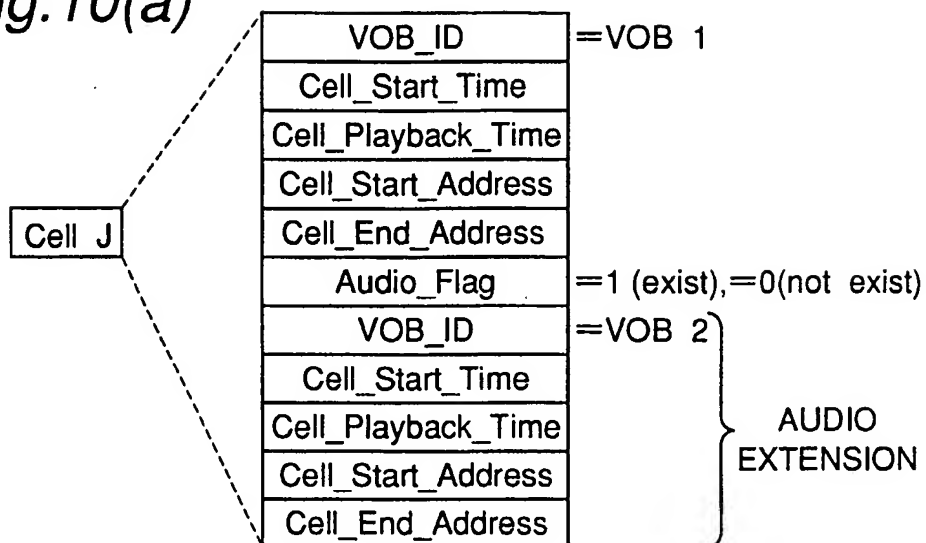 ig. 10(a)
VOB_ID =VOB 1
Cell_Start_Time
Cell_Playback_Time
Cell_Start_Address
Cell J
Cell_End_Address
Audio_Flag =1 (exist),=0(not exist)
VOB_ID =VOB 2
Cell_Start_Time
Cell_Playback_Time
AUDIO
EXTENSION
Cell_Start_Address
Cell_End_Address